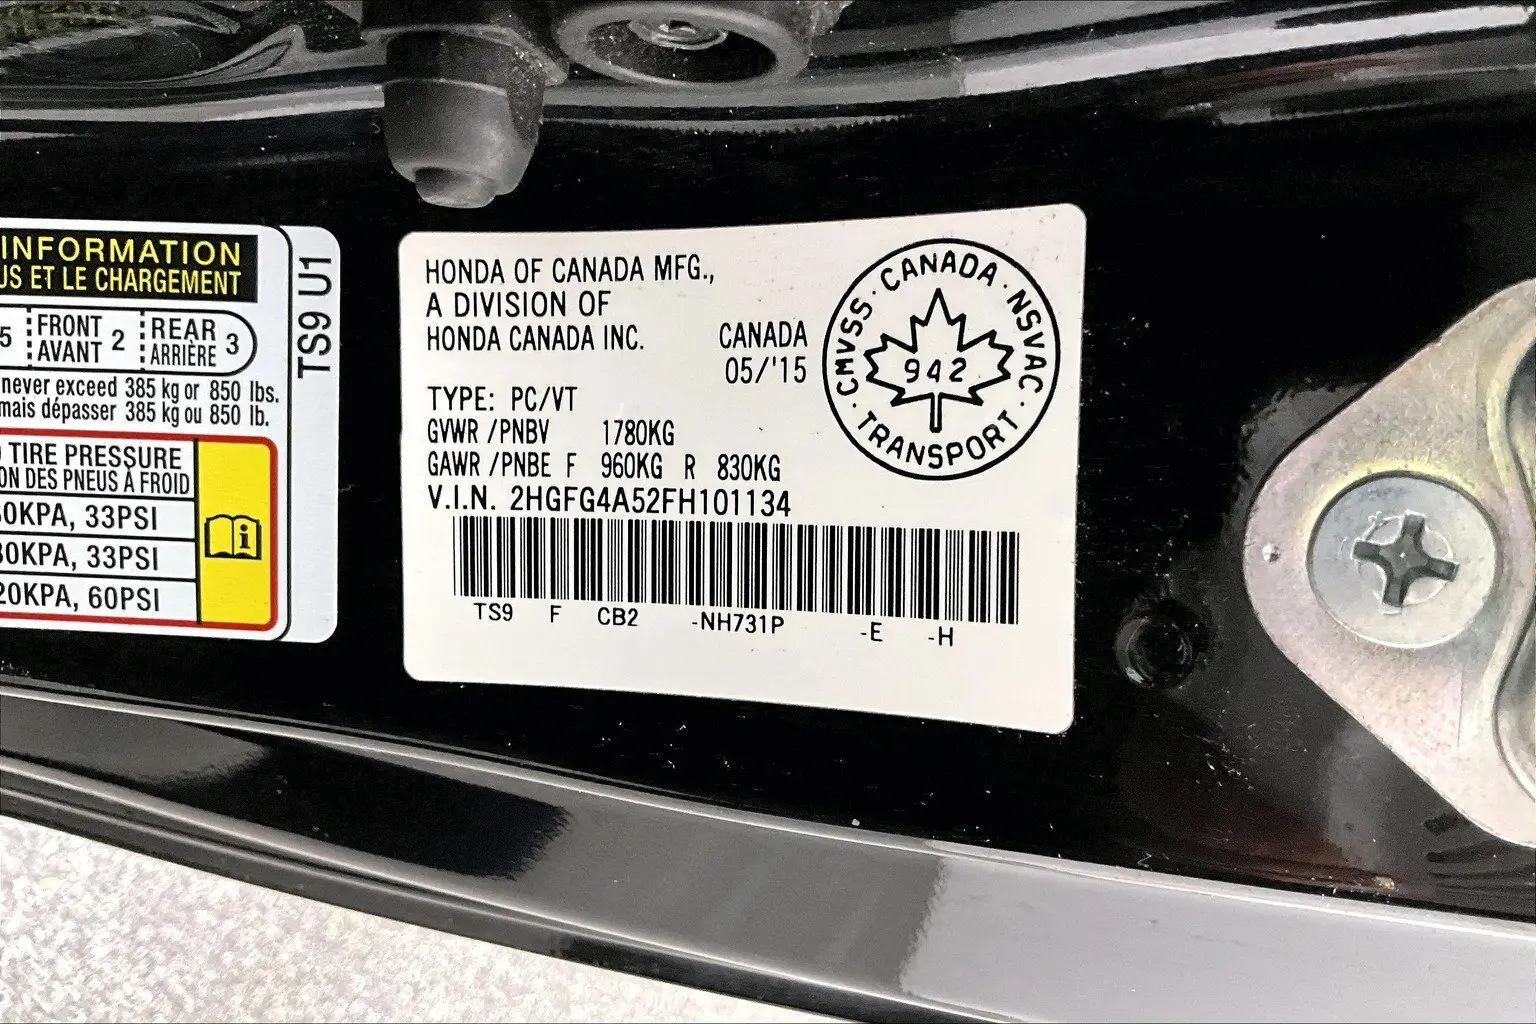 INFORMATION
US ET LE CHARGEMENT
5 FRONT AVANT 2 REAR ARRIÈRE 3
never exceed 385 kg or 850 lbs.
mais dépasser 385 kg ou 850 lb.
TIRE PRESSURE
ON DES PNEUS À FROID
0KPA, 33PSI
30KPA, 33PSI
20KPA, 60PSI
TS9 U1
HONDA OF CANADA MFG.,
A DIVISION OF
HONDA CANADA INC.
CANADA
05/'15
TYPE: PC/VT
GVWR /PNBV 1780KG
GAWR /PNBE F 960KG R 830KG
V.I.N. 2HGFG4A52FH101134
TS9 F CB2 -NH731P -E -H
CANADA · NSVAC · TRANSPORT · CMVSS ·
942